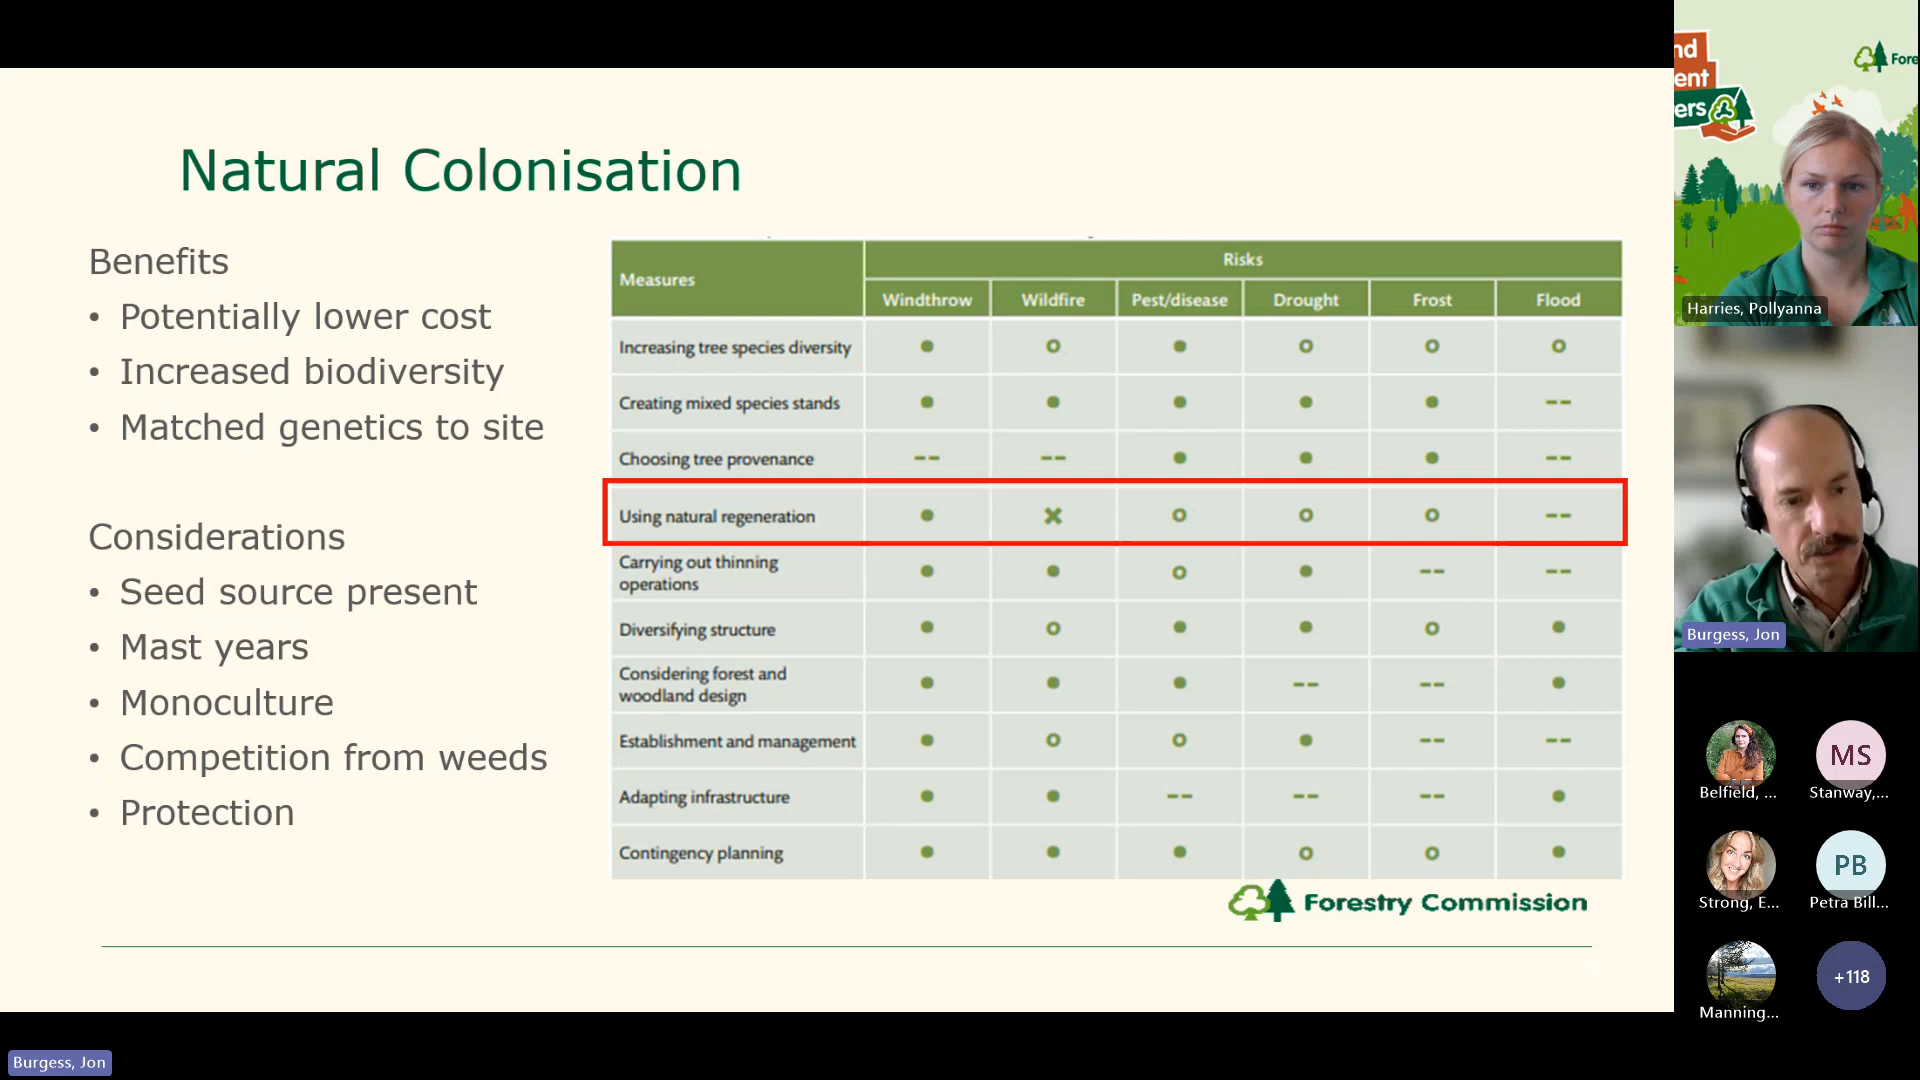 Natural Colonisation
Benefits
• Potentially lower cost
• Increased biodiversity
• Matched genetics to site
Considerations
• Seed source present
• Mast years
• Monoculture
• Competition from weeds
• Protection
Measures
Risks
Windthrow Wildfire Pest/disease Drought Frost Flood
Increasing tree species diversity ● o ● o o o
Creating mixed species stands ● ● ● ● ● --
Choosing tree provenance -- -- ● ● ● --
Using natural regeneration ● × o o o --
Carrying out thinning
operations ● ● o ● -- --
Diversifying structure ● o ● ● o ●
Considering forest and
woodland design ● ● ● -- -- ●
Establishment and management ● o o ● -- --
Adapting infrastructure ● ● -- -- -- ●
Contingency planning ● ● ● o o ●
Forestry Commission
nd
ent
ers
Fore
Harries, Pollyanna
Burgess, Jon
Belfield, ...
MS
Stanway,...
Strong, E...
PB
Petra Bill...
Manning...
+118
Burgess, Jon